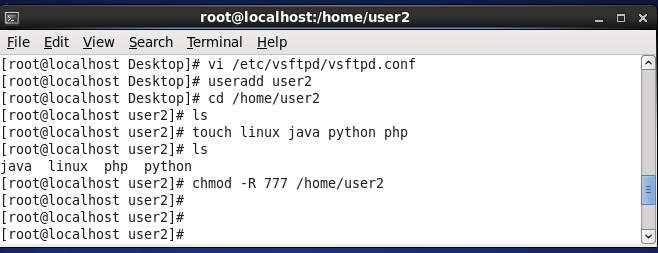 root@localhost:/home/user2
File Edit View Search Terminal Help
[root@localhost Desktop]# vi /etc/vsftpd/vsftpd.conf
[root@localhost Desktop]# useradd user2
[root@localhost Desktop]# cd /home/user2
[root@localhost user2]# ls
[root@localhost user2]# touch linux java python php
[root@localhost user2]# ls
java  linux  php  python
[root@localhost user2]# chmod -R 777 /home/user2
[root@localhost user2]#
[root@localhost user2]#
[root@localhost user2]#